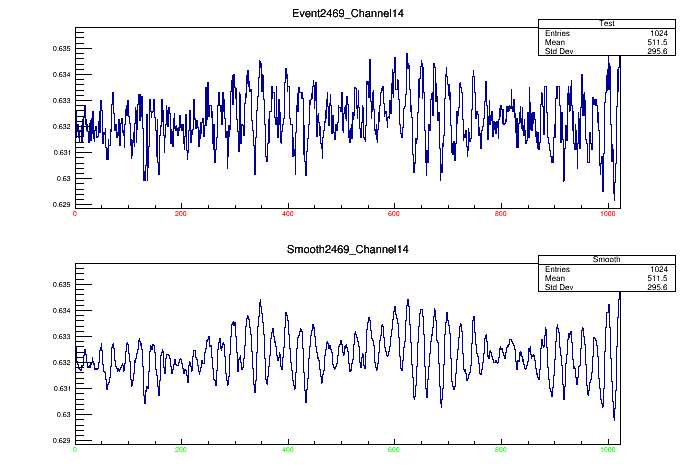 Event2469_Channel14
Test
Entries 1024
Mean 511.5
Std Dev 295.6
0.635
0.634
0.633
0.632
0.631
0.63
0.629
0 200 400 600 800 1000
Smooth2469_Channel14
Smooth
Entries 1024
Mean 511.5
Std Dev 295.6
0.635
0.634
0.633
0.632
0.631
0.63
0.629
0 200 400 600 800 1000